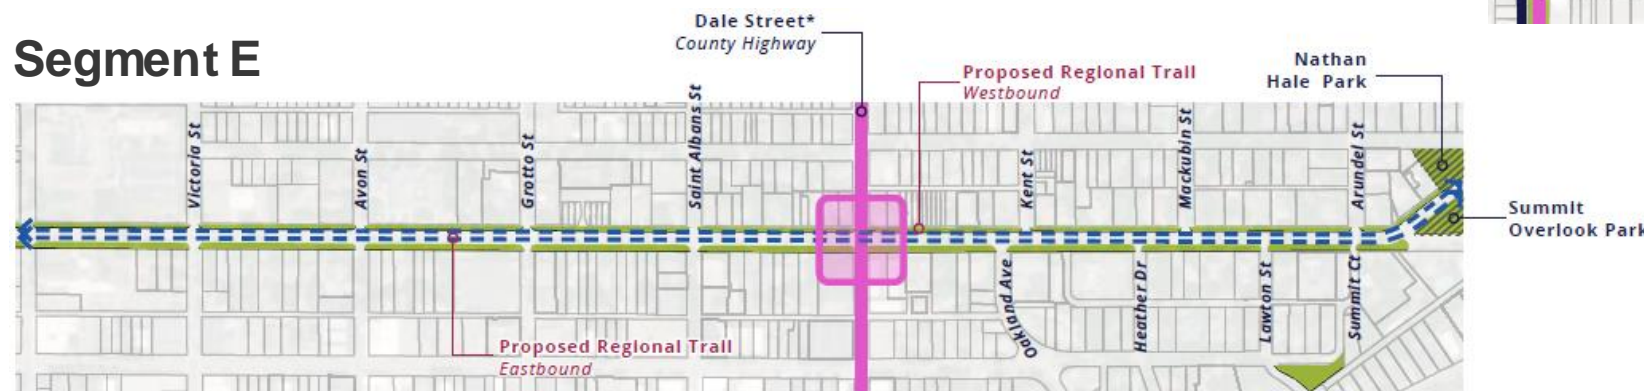 Segment E
Dale Street*
County Highway
Proposed Regional Trail
Westbound
Nathan
Hale Park
Victoria St
Avon St
Grotto St
Saint Albans St
Kent St
Mackubin St
Arundel St
Summit
Overlook Park
Oakland Ave
Heather Dr
Lawton St
Summit Ct
Proposed Regional Trail
Eastbound